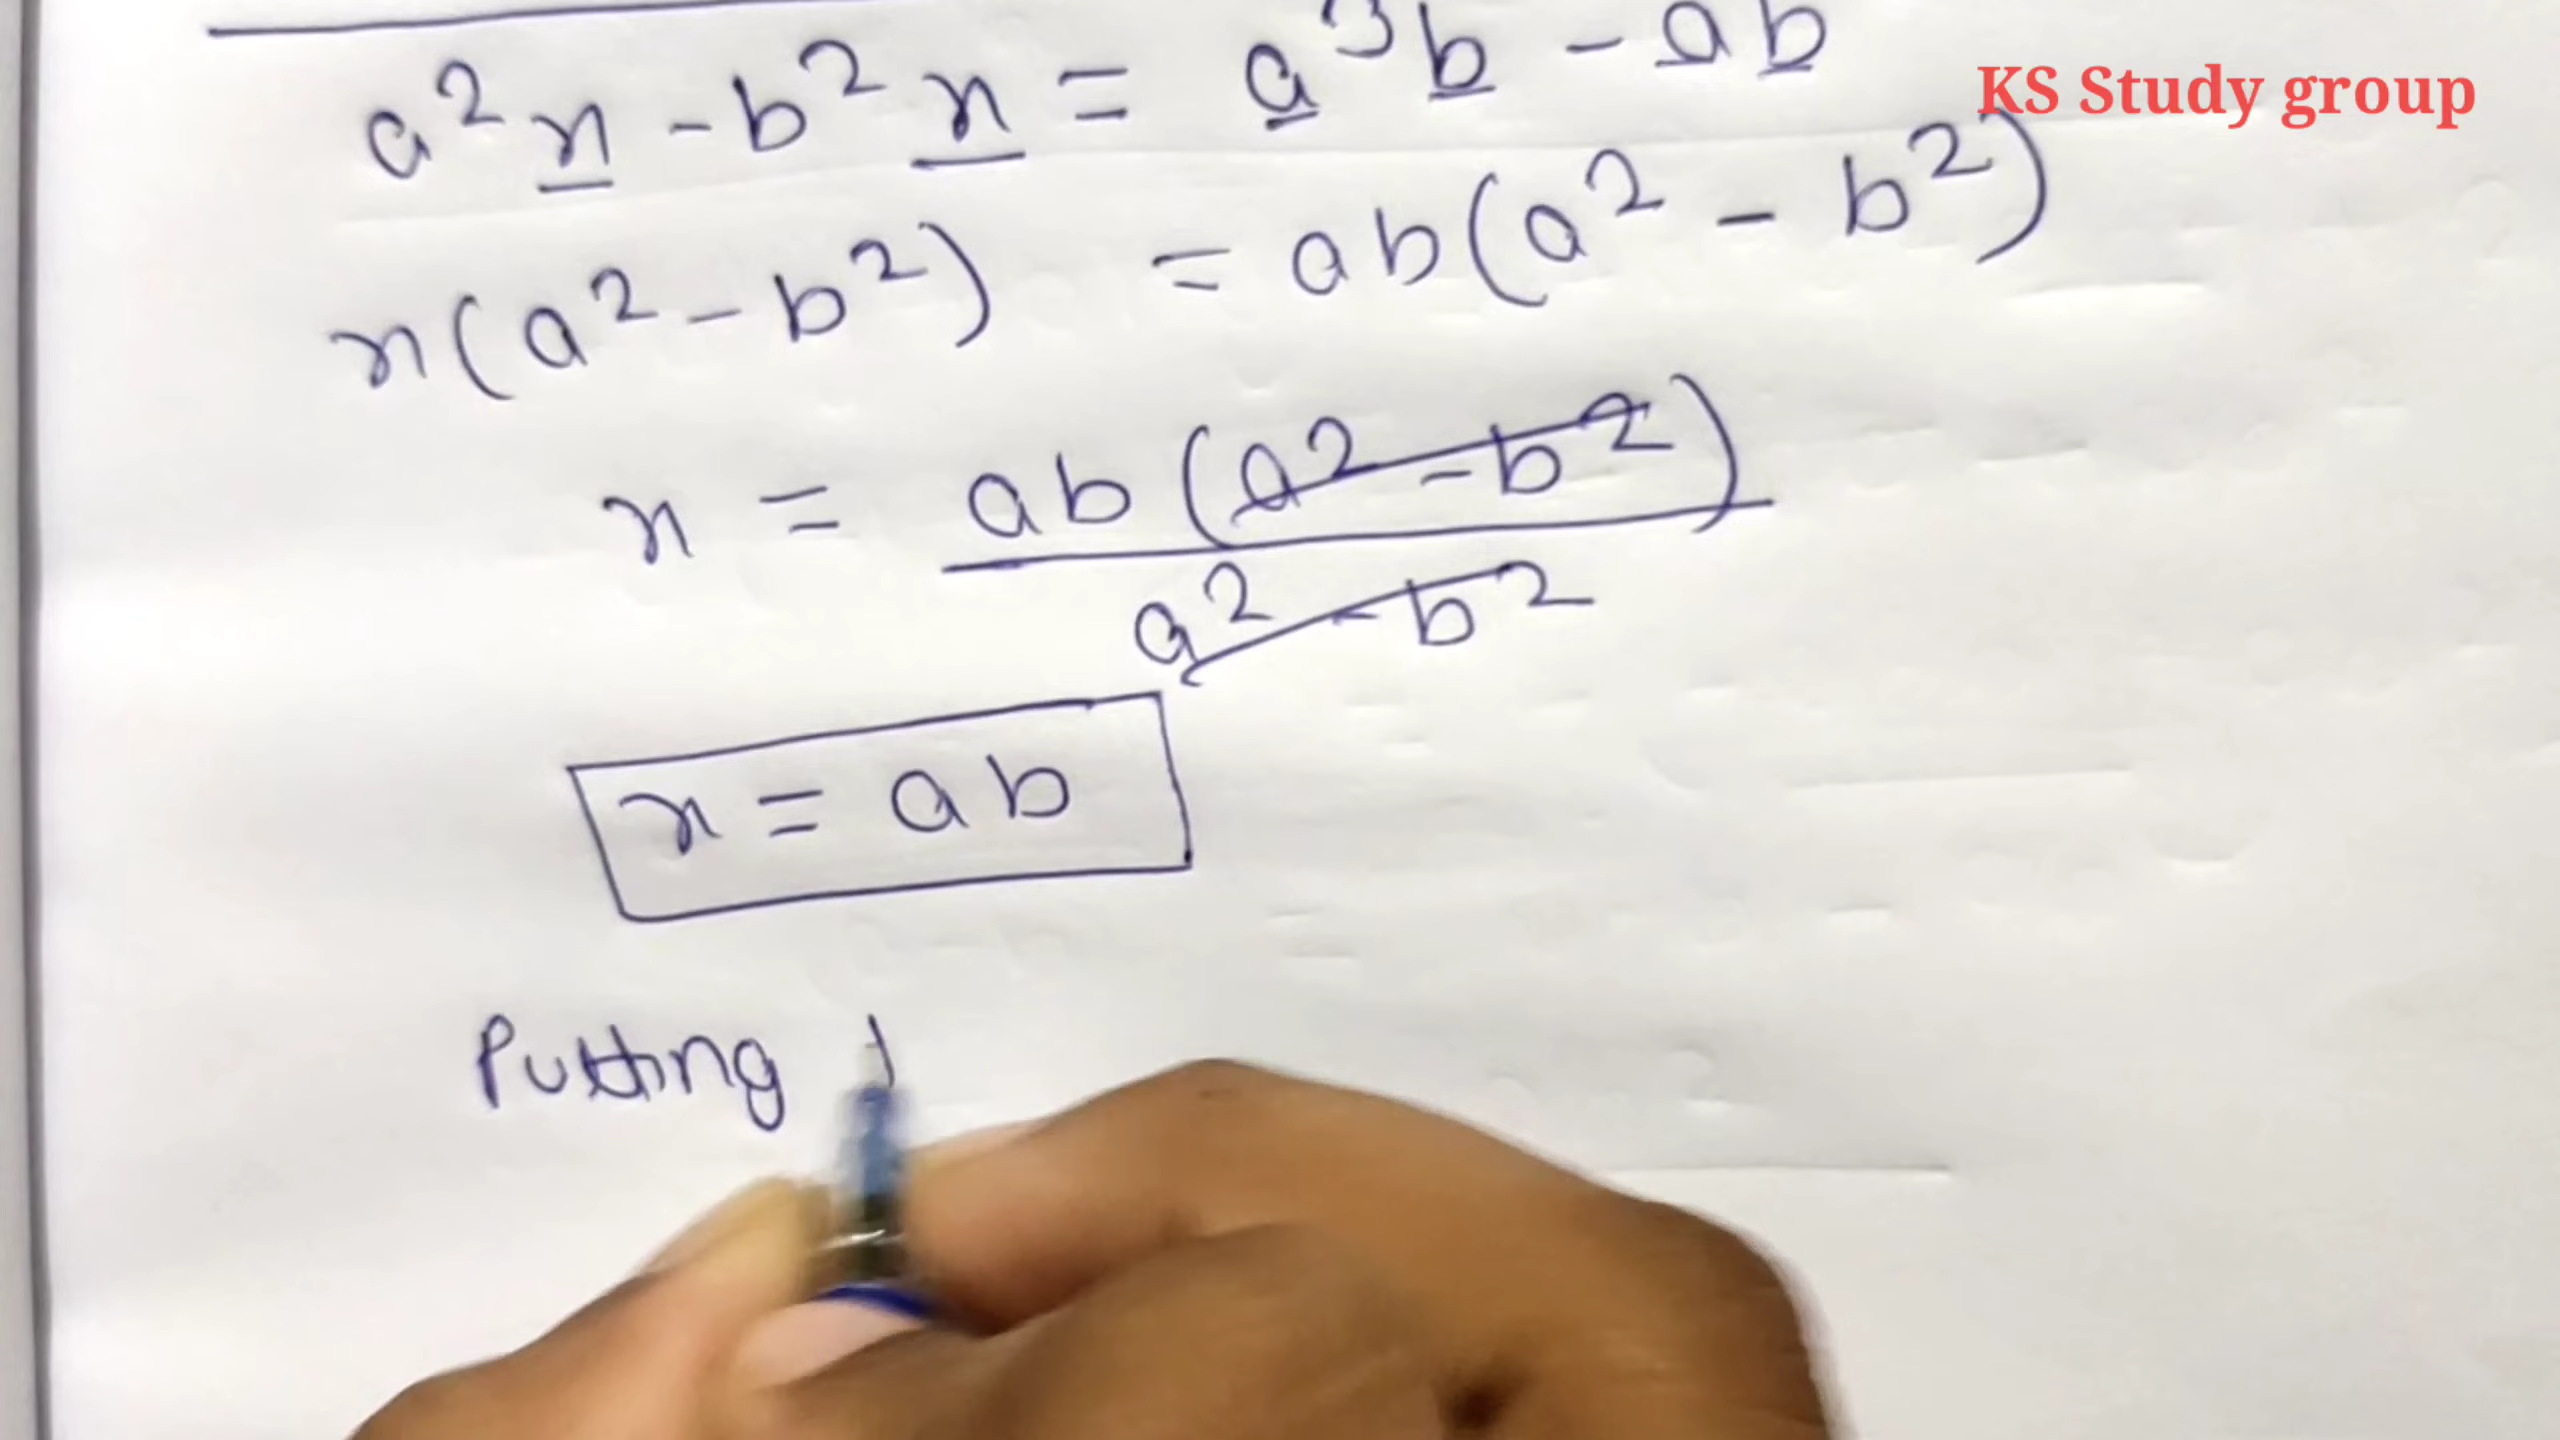 a²x - b²x = a³b - ab
KS Study group
x(a² - b²) = ab(a² - b²)
x = ab(a² - b²)
a² - b²
x = ab
Putting